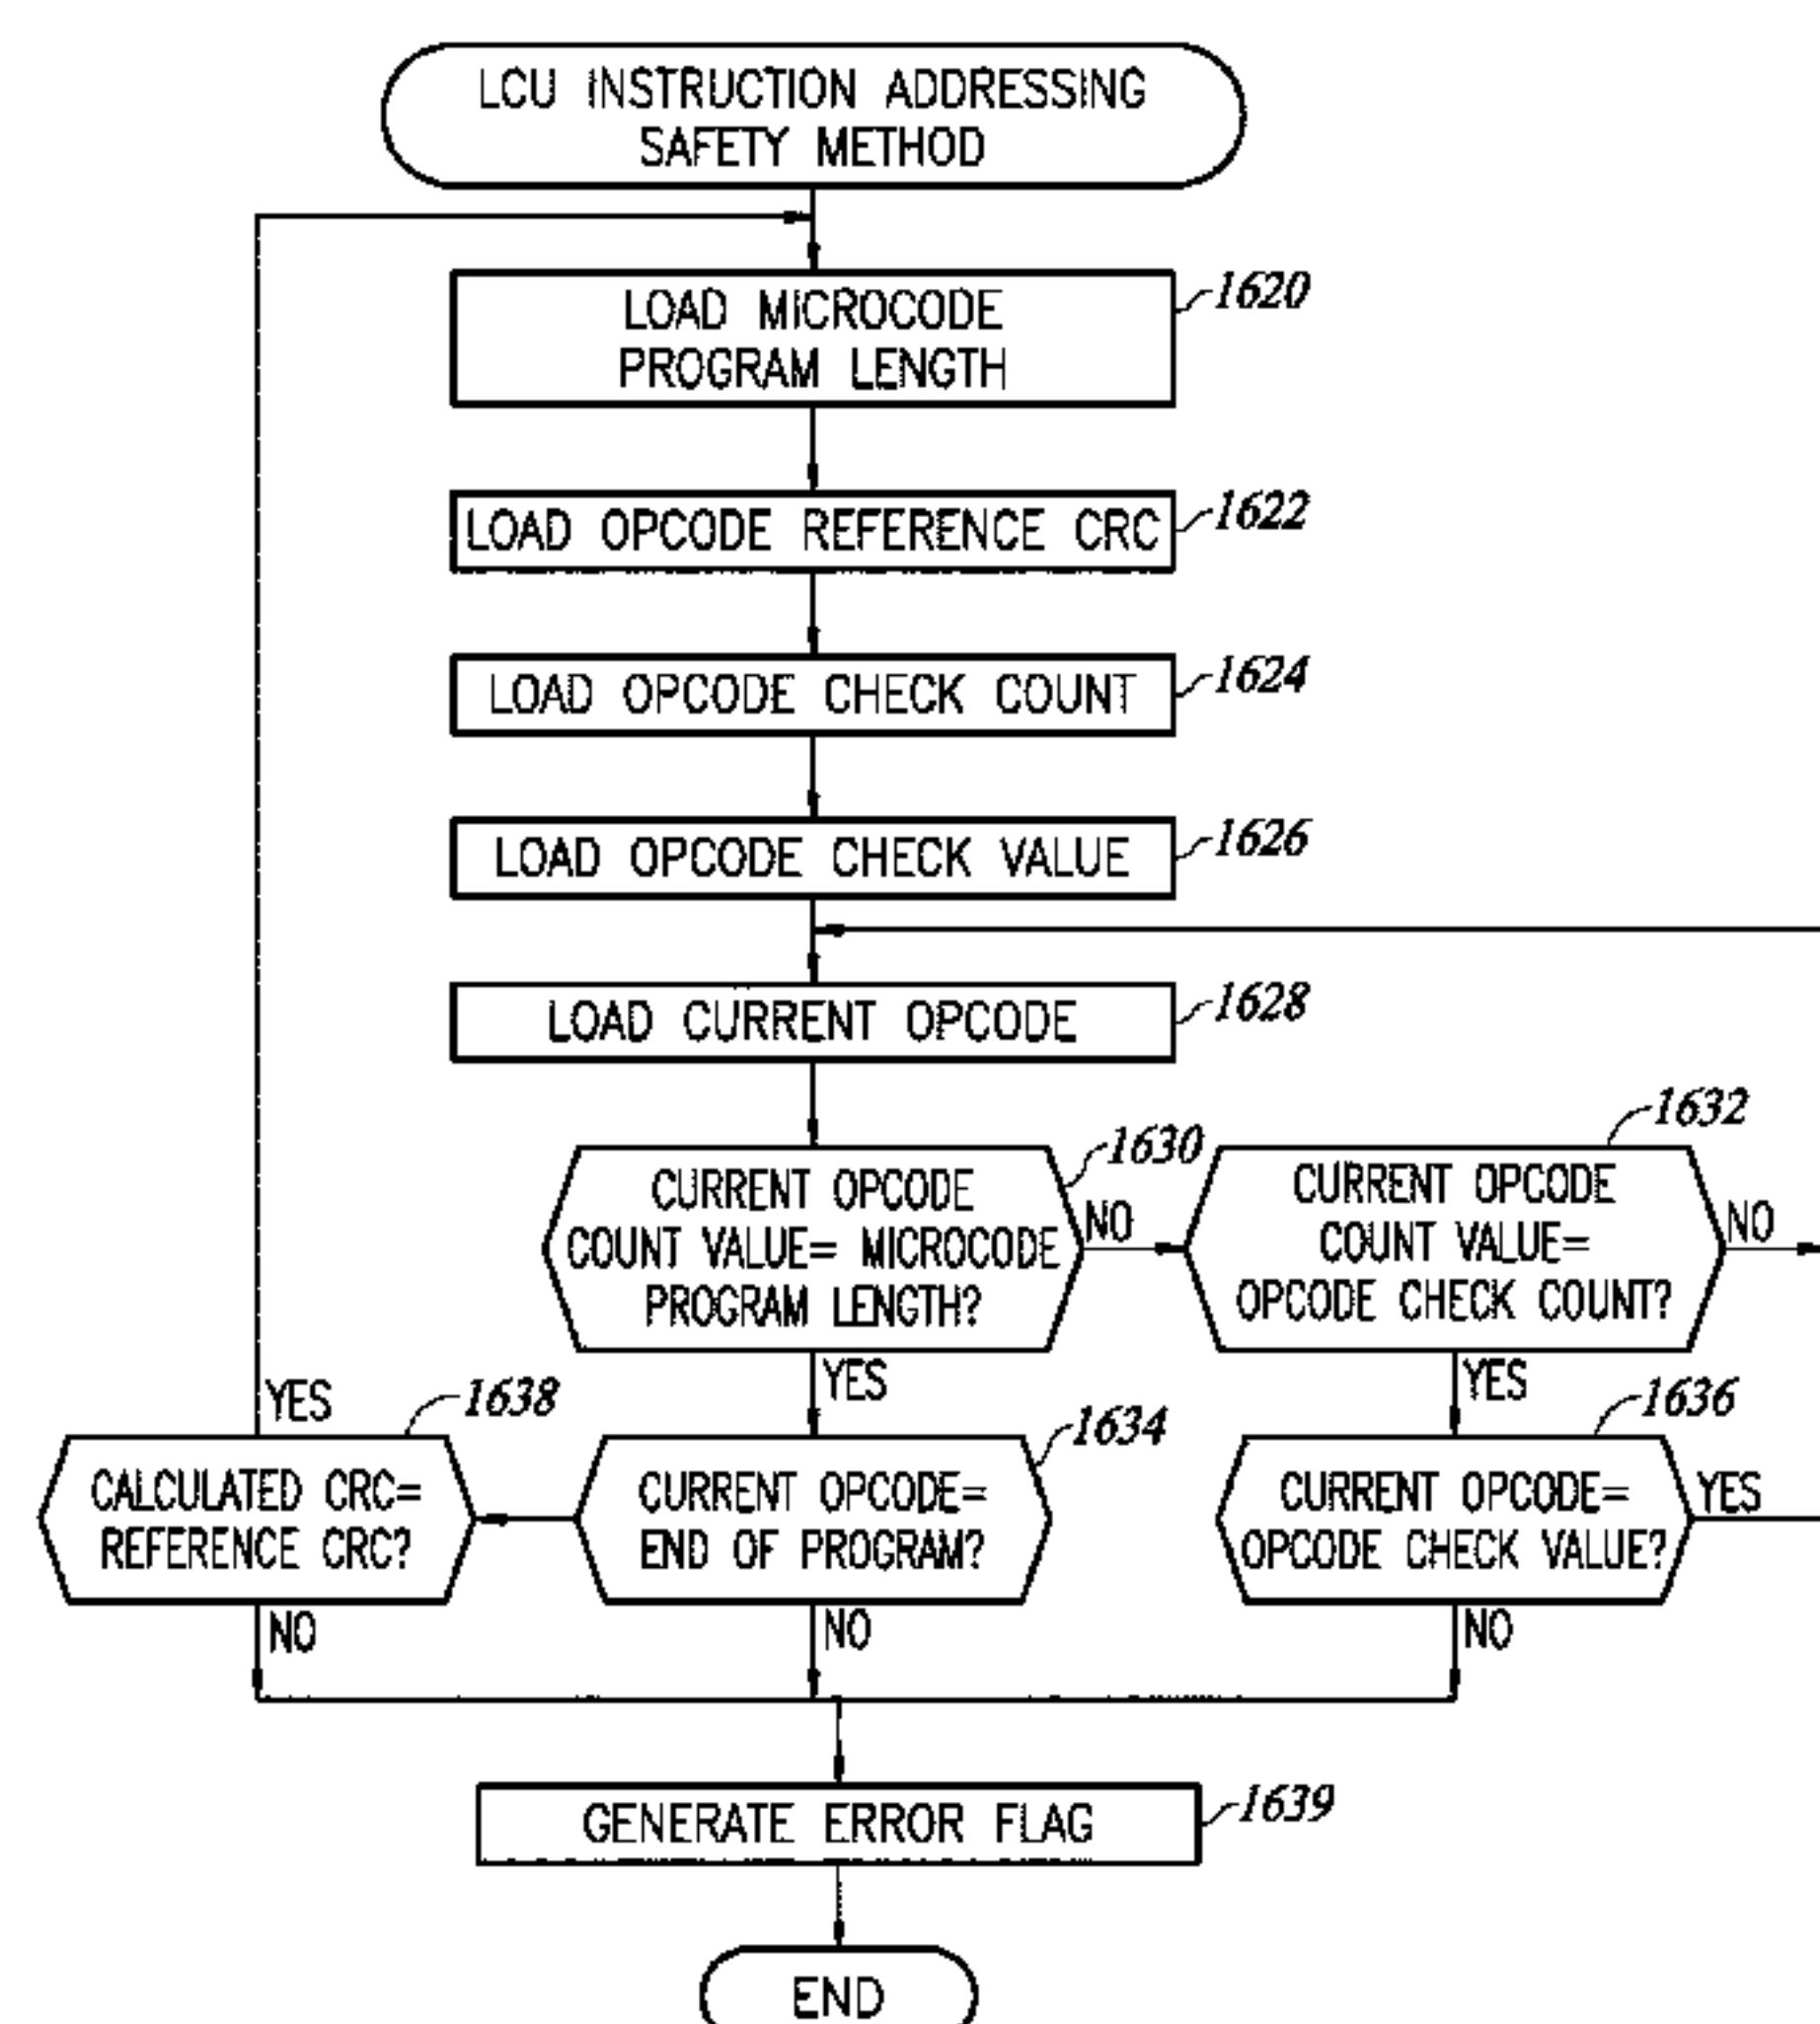 LCU INSTRUCTION ADDRESSING
SAFETY METHOD
LOAD MICROCODE
PROGRAM LENGTH
1620
LOAD OPCODE REFERENCE CRC
1622
LOAD OPCODE CHECK COUNT
1624
LOAD OPCODE CHECK VALUE
1626
LOAD CURRENT OPCODE
1628
CURRENT OPCODE
COUNT VALUE= MICROCODE
PROGRAM LENGTH?
1630
NO
YES
CURRENT OPCODE
COUNT VALUE=
OPCODE CHECK COUNT?
1632
NO
YES
CALCULATED CRC=
REFERENCE CRC?
1638
YES
NO
CURRENT OPCODE=
END OF PROGRAM?
1634
NO
CURRENT OPCODE=
OPCODE CHECK VALUE?
1636
YES
NO
GENERATE ERROR FLAG
1639
END